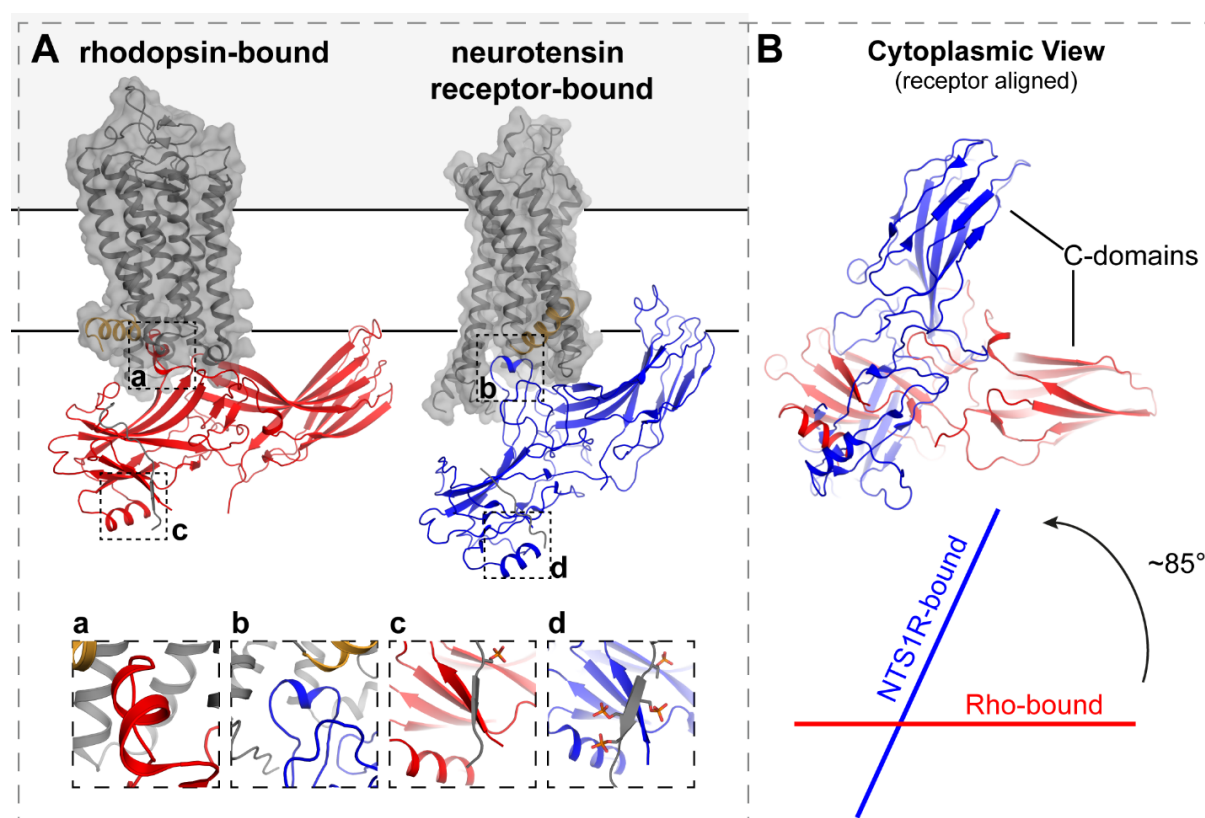 A
rhodopsin-bound
neurotensin
receptor-bound
a
b
c
d
a
b
c
d
B
Cytoplasmic View
(receptor aligned)
C-domains
~85°
NTS1R-bound
Rho-bound